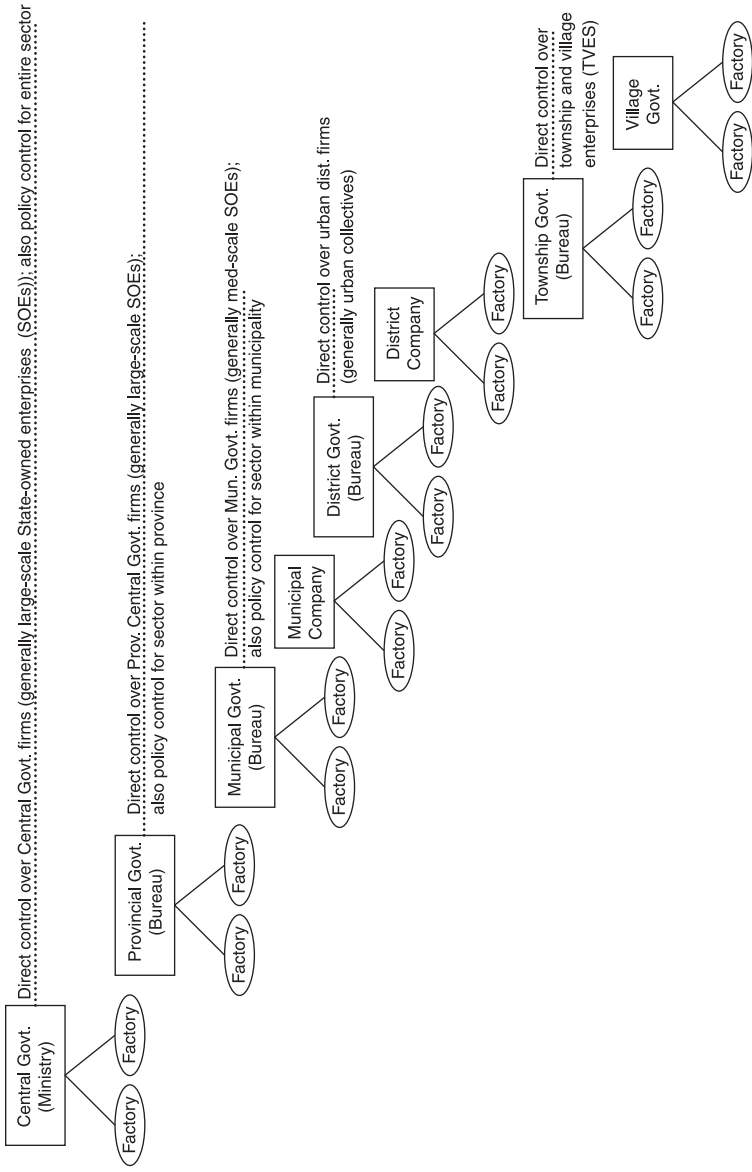 Central Govt.
(Ministry)
Direct control over Central Govt. firms (generally large-scale State-owned enterprises (SOEs)); also policy control for entire sector
Factory
Factory
Provincial Govt.
(Bureau)
Direct control over Prov. Central Govt. firms (generally large-scale SOEs);
also policy control for sector within province
Factory
Factory
Municipal Govt.
(Bureau)
Direct control over Mun. Govt. firms (generally med-scale SOEs);
also policy control for sector within municipality
Factory
Factory
Municipal
Company
Factory
Factory
District Govt.
(Bureau)
Direct control over urban dist. firms
(generally urban collectives)
Factory
Factory
District
Company
Factory
Factory
Township Govt.
(Bureau)
Direct control over
township and village
enterprises (TVES)
Factory
Factory
Village
Govt.
Factory
Factory